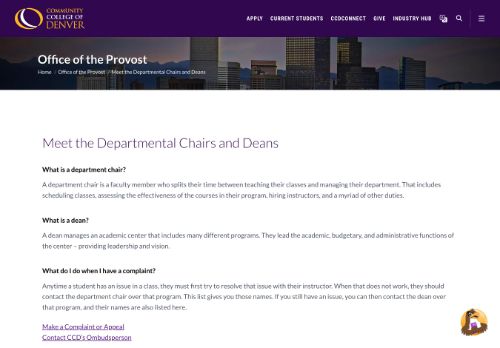 COMMUNITY
COLLEGE OF
DENVER
APPLY CURRENT STUDENTS CCDCONNECT GIVE INDUSTRY HUB
Office of the Provost
Home / Office of the Provost / Meet the Departmental Chairs and Deans
Meet the Departmental Chairs and Deans
What is a department chair?
A department chair is a faculty member who splits their time between teaching their classes and managing their department. That includes
scheduling classes, assessing the effectiveness of the courses in their program, hiring instructors, and a myriad of other duties.
What is a dean?
A dean manages an academic center that includes many different programs. They lead the academic, budgetary, and administrative functions of
the center – providing leadership and vision.
What do I do when I have a complaint?
Anytime a student has an issue in a class, they must first try to resolve that issue with their instructor. When that does not work, they should
contact the department chair over that program. This list gives you those names. If you still have an issue, you can then contact the dean over
that program, and their names are also listed here.
Make a Complaint or Appeal
Contact CCD's Ombudsperson